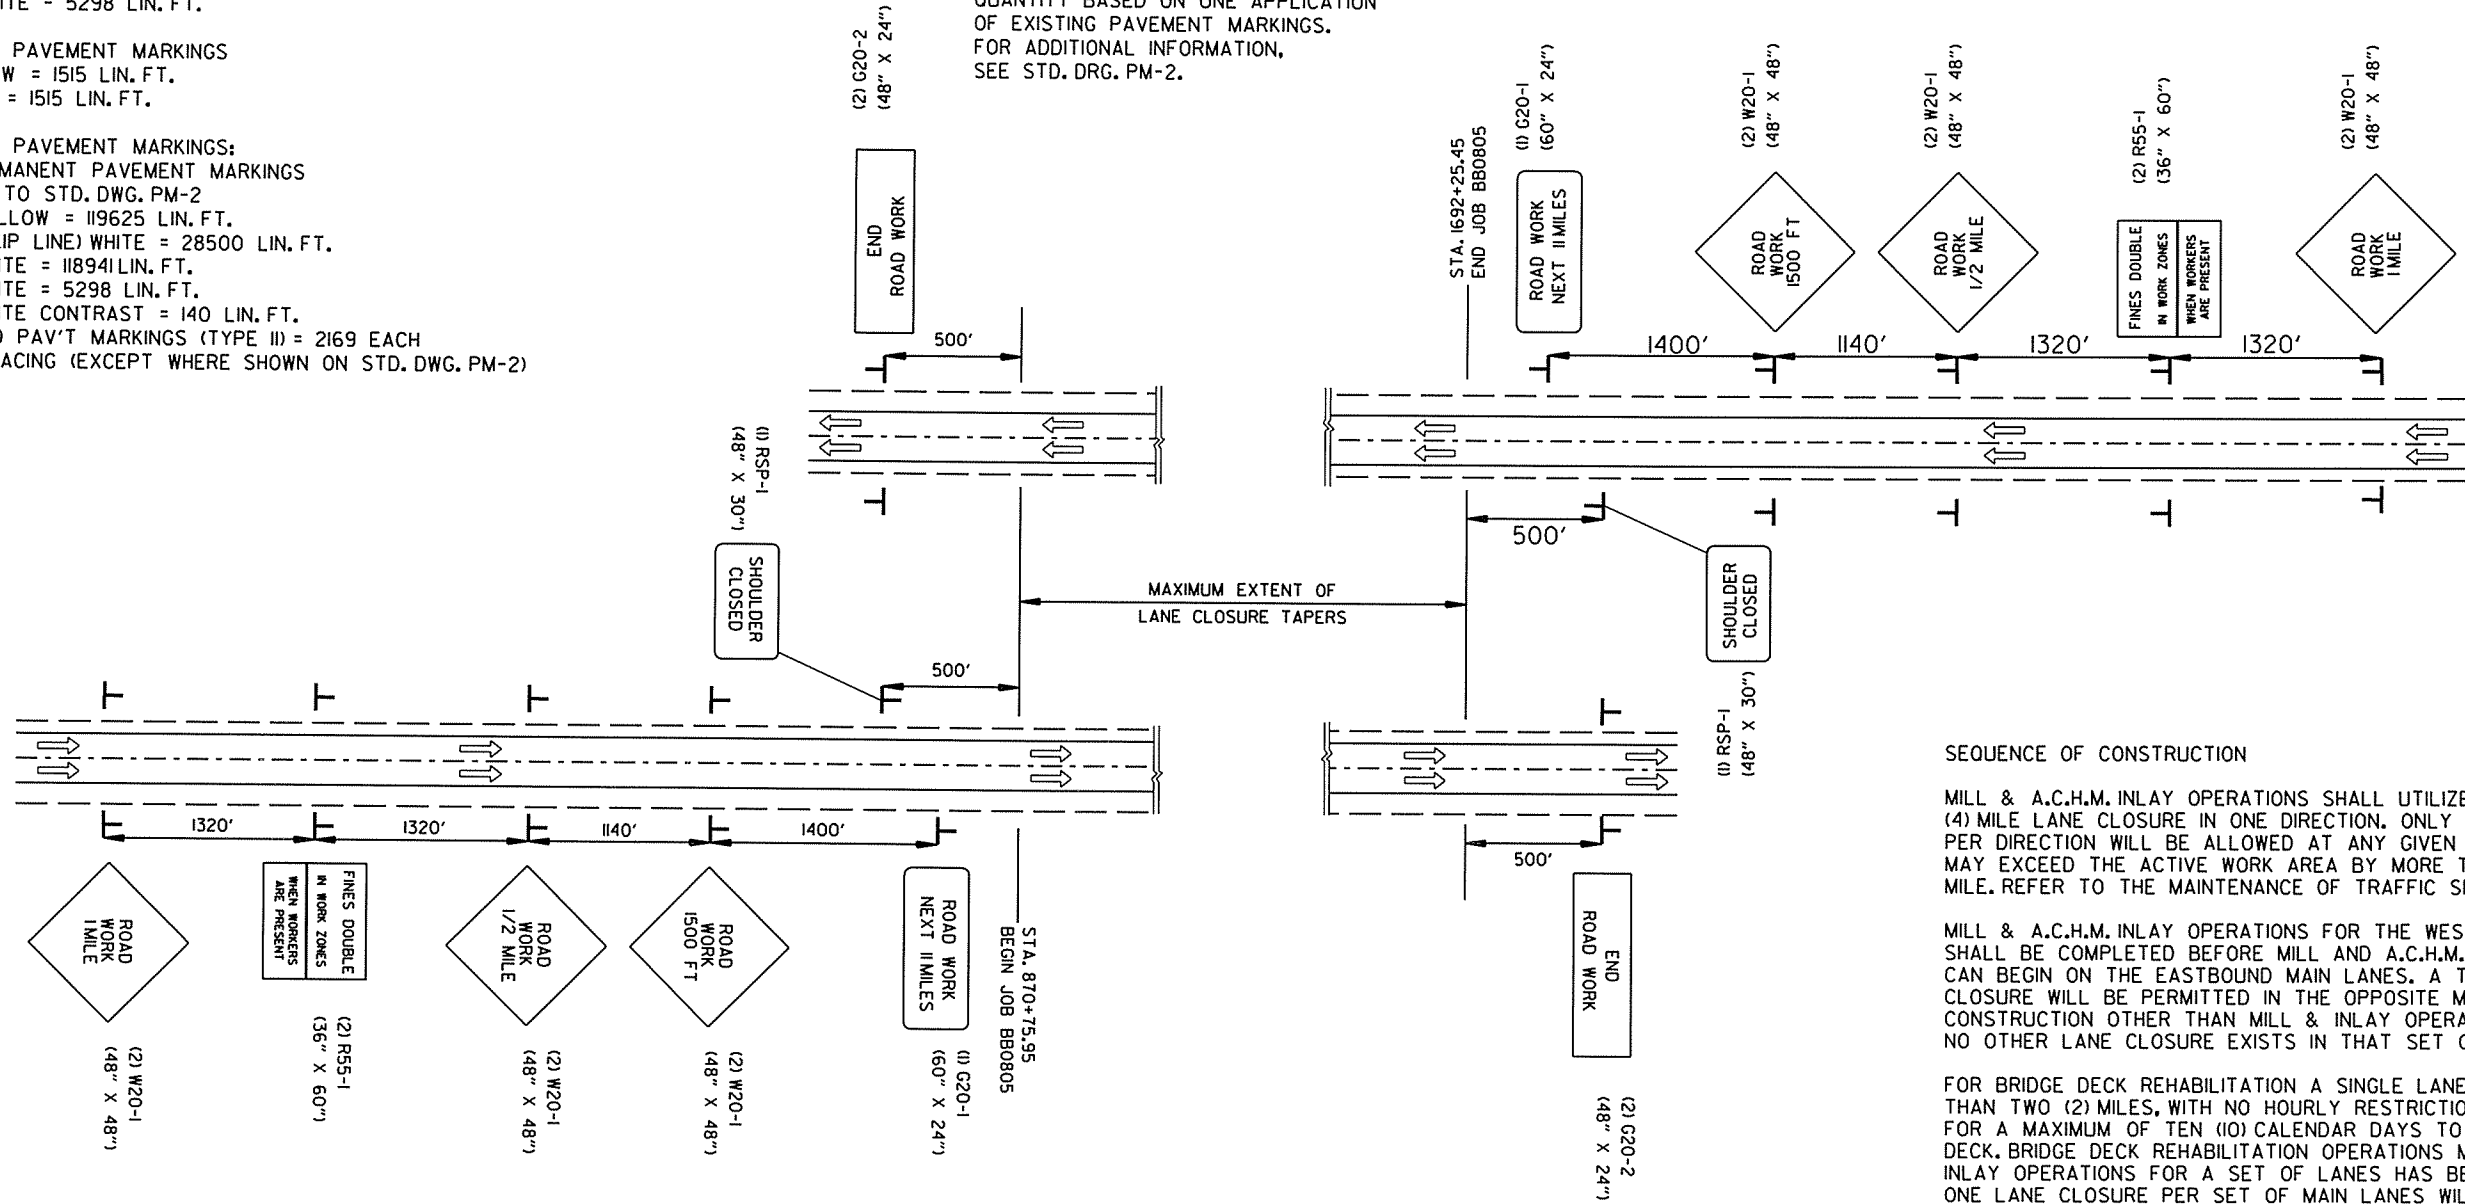 ITE - 5298 LIN. FT.
PAVEMENT MARKINGS
W = 1515 LIN. FT.
= 1515 LIN. FT.
PAVEMENT MARKINGS:
MANENT PAVEMENT MARKINGS
TO STD. DWG. PM-2
LLOW = 119625 LIN. FT.
IP LINE) WHITE = 28500 LIN. FT.
ITE = 118941 LIN. FT.
ITE = 5298 LIN. FT.
ITE CONTRAST = 140 LIN. FT.
) PAV'T MARKINGS (TYPE II) = 2169 EACH
ACING (EXCEPT WHERE SHOWN ON STD. DWG. PM-2)
QUANTITY BASED ON ONE APPLICATION
OF EXISTING PAVEMENT MARKINGS.
FOR ADDITIONAL INFORMATION,
SEE STD. DRG. PM-2.
(2) G20-2
(48" X 24")
END
ROAD WORK
500'
STA. 1692+25.45
END JOB BB0805
(1) G20-1
(60" X 24")
ROAD WORK
NEXT 11 MILES
(2) W20-1
(48" X 48")
ROAD
WORK
1500 FT
(2) W20-1
(48" X 48")
ROAD
WORK
1/2 MILE
(2) R55-1
(36" X 60")
FINES DOUBLE
IN WORK ZONES
WHEN WORKERS
ARE PRESENT
(2) W20-1
(48" X 48")
ROAD
WORK
1 MILE
1400'
1140'
1320'
1320'
(1) RSP-1
(48" X 30")
SHOULDER
CLOSED
500'
MAXIMUM EXTENT OF
LANE CLOSURE TAPERS
500'
SHOULDER
CLOSED
(1) RSP-1
(48" X 30")
1320'
1320'
1140'
1400'
500'
ROAD
WORK
1 MILE
(2) W20-1
(48" X 48")
FINES DOUBLE
IN WORK ZONES
WHEN WORKERS
ARE PRESENT
(2) R55-1
(36" X 60")
ROAD
WORK
1/2 MILE
(2) W20-1
(48" X 48")
ROAD
WORK
1500 FT
(2) W20-1
(48" X 48")
ROAD WORK
NEXT 11 MILES
(1) G20-1
(60" X 24")
STA. 870+75.95
BEGIN JOB BB0805
END
ROAD WORK
(2) G20-2
(48" X 24")
SEQUENCE OF CONSTRUCTION
MILL & A.C.H.M. INLAY OPERATIONS SHALL UTILIZE
(4) MILE LANE CLOSURE IN ONE DIRECTION. ONLY
PER DIRECTION WILL BE ALLOWED AT ANY GIVEN
MAY EXCEED THE ACTIVE WORK AREA BY MORE T
MILE. REFER TO THE MAINTENANCE OF TRAFFIC
MILL & A.C.H.M. INLAY OPERATIONS FOR THE WES
SHALL BE COMPLETED BEFORE MILL AND A.C.H.M.
CAN BEGIN ON THE EASTBOUND MAIN LANES. A T
CLOSURE WILL BE PERMITTED IN THE OPPOSITE M
CONSTRUCTION OTHER THAN MILL & INLAY OPERA
NO OTHER LANE CLOSURE EXISTS IN THAT SET
FOR BRIDGE DECK REHABILITATION A SINGLE LANE
THAN TWO (2) MILES, WITH NO HOURLY RESTRICTIO
FOR A MAXIMUM OF TEN (10) CALENDAR DAYS TO
DECK. BRIDGE DECK REHABILITATION OPERATIONS M
INLAY OPERATIONS FOR A SET OF LANES HAS BE
ONE LANE CLOSURE PER SET OF MAIN LANES WIL